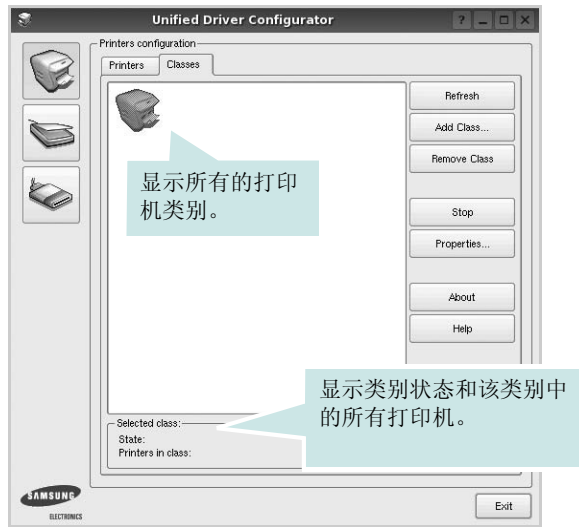 Unified Driver Configurator
Printers configuration
Printers Classes
Refresh
Add Class...
Remove Class
显示所有的打印
机类别。
Stop
Properties...
About
Help
显示类别状态和该类别中
的所有打印机。
Selected class:
State:
Printers in class:
SAMSUNG
ELECTRONICS
Exit